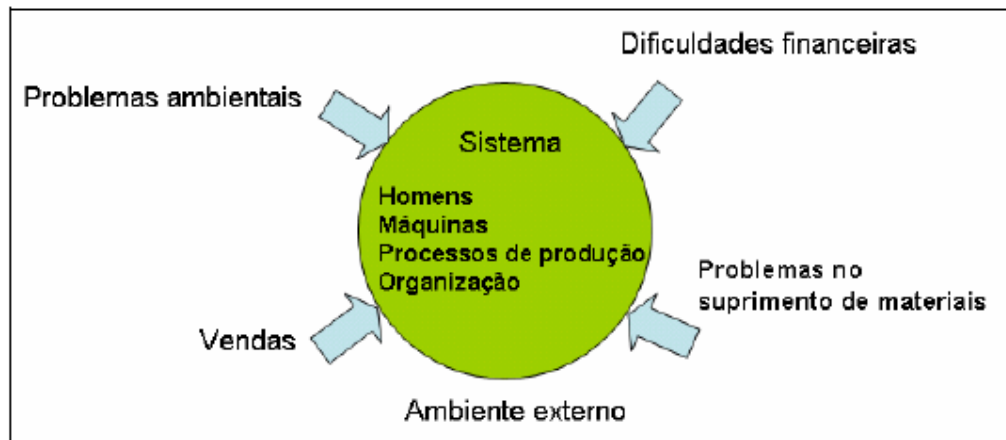 Dificuldades financeiras
Problemas ambientais
Sistema
Homens
Máquinas
Processos de produção
Organização
Problemas no
suprimento de materiais
Vendas
Ambiente externo